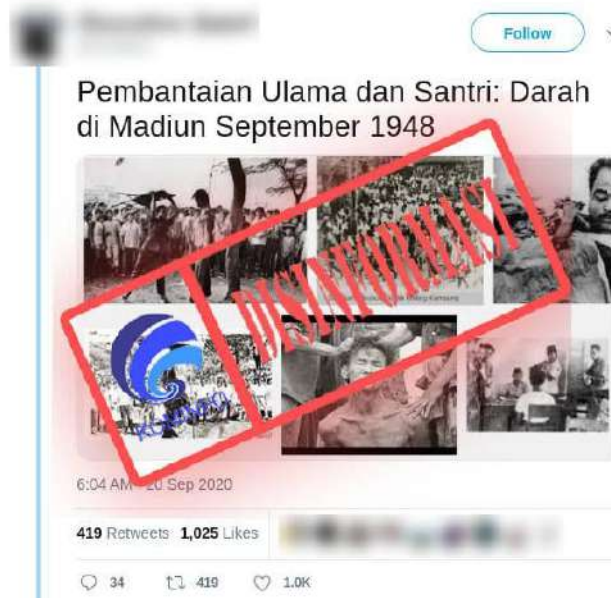 Follow
Pembantaian Ulama dan Santri: Darah
di Madiun September 1948
DISINFORMASI
KOMINFO
6:04 AM 20 Sep 2020
419 Retweets 1,025 Likes
34 419 1.0K